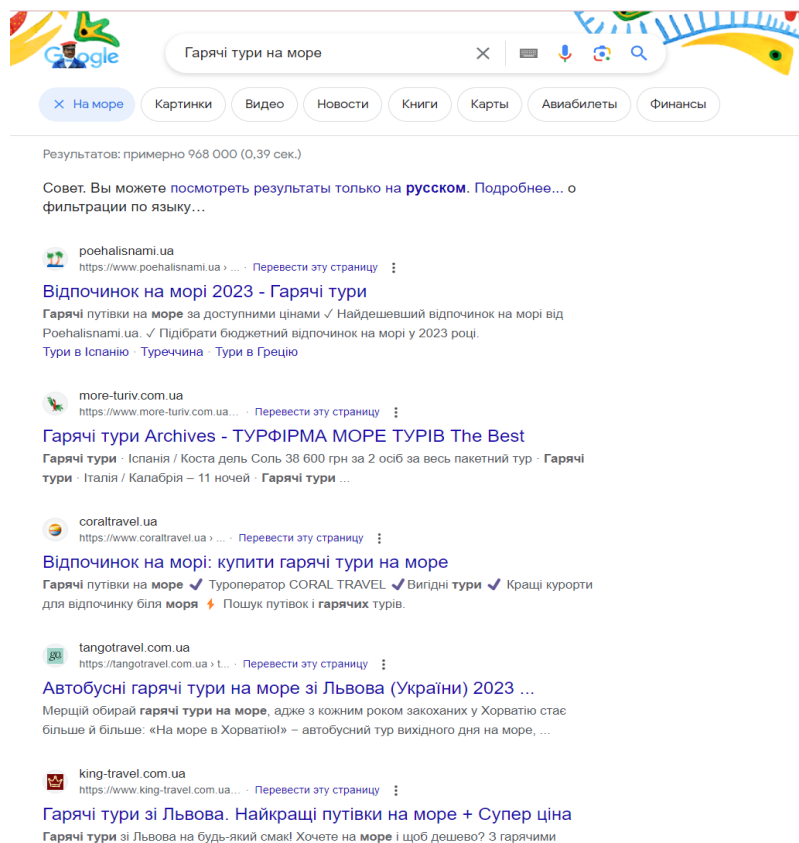 Google
Гарячі тури на море
На море
Картинки
Видео
Новости
Книги
Карты
Авиабилеты
Финансы
Результатов: примерно 968 000 (0,39 сек.)
Совет. Вы можете посмотреть результаты только на русском. Подробнее... о
фильтрации по языку…
poehalisnami.ua
https://www.poehalisnami.ua › ... · Перевести эту страницу
Відпочинок на морі 2023 - Гарячі тури
Гарячі путівки на море за доступними цінами ✓ Найдешевший відпочинок на морі від
Poehalisnami.ua. ✓ Підібрати бюджетний відпочинок на морі у 2023 році.
Тури в Іспанію · Туреччина · Тури в Грецію
more-turiv.com.ua
https://www.more-turiv.com.ua... · Перевести эту страницу
Гарячі тури Archives - ТУРФІРМА МОРЕ ТУРІВ The Best
Гарячі тури · Іспанія / Коста дель Соль 38 600 грн за 2 осіб за весь пакетний тур · Гарячі
тури · Італія / Калабрія – 11 ночей · Гарячі тури ...
coraltravel.ua
https://www.coraltravel.ua › ... · Перевести эту страницу
Відпочинок на морі: купити гарячі тури на море
Гарячі путівки на море ✔ Туроператор CORAL TRAVEL ✔ Вигідні тури ✔ Кращі курорти
для відпочинку біля моря ⚡ Пошук путівок і гарячих турів.
go
tangotravel.com.ua
https://tangotravel.com.ua › t... · Перевести эту страницу
Автобусні гарячі тури на море зі Львова (України) 2023 ...
Мерщій обирай гарячі тури на море, адже з кожним роком закоханих у Хорватію стає
більше й більше: «На море в Хорватію!» – автобусний тур вихідного дня на море, ...
king-travel.com.ua
https://www.king-travel.com.ua... · Перевести эту страницу
Гарячі тури зі Львова. Найкращі путівки на море + Супер ціна
Гарячі тури зі Львова на будь-який смак! Хочете на море і щоб дешево? З гарячими